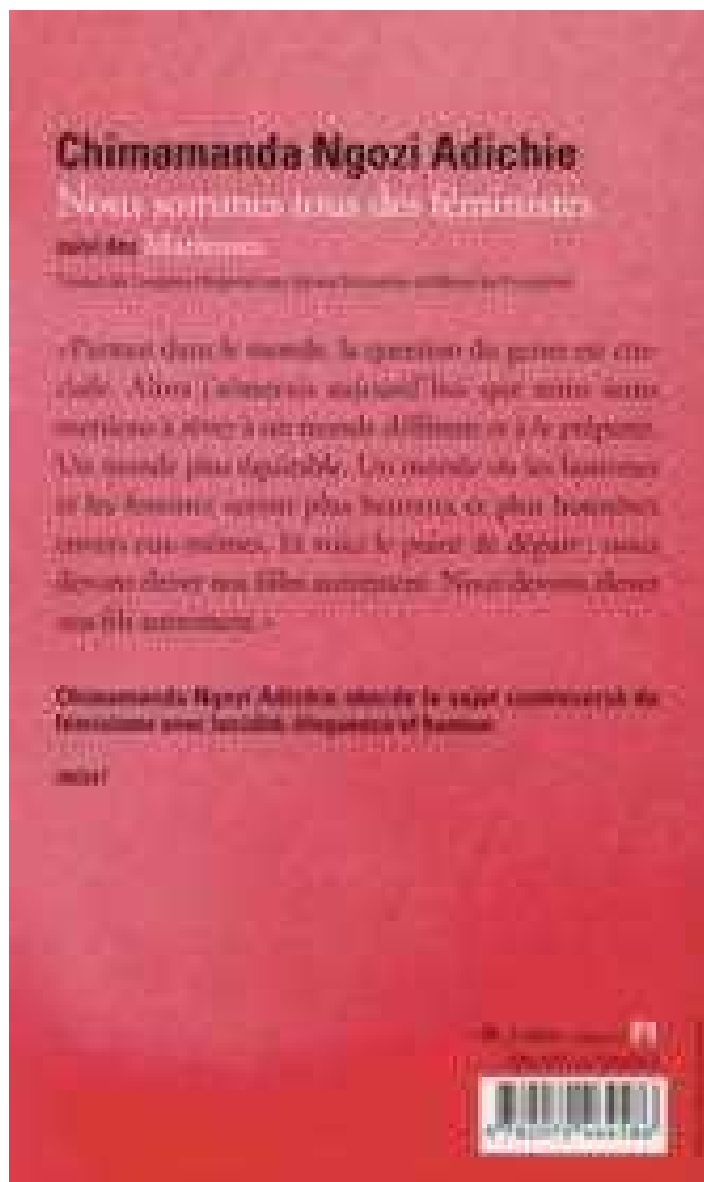 Chimamanda Ngozi Adichie
Nous sommes tous des féministes
suivi des Marieuses
«Partout dans le monde, la question du genre est cru-
ciale. Alors j'aimerais aujourd'hui que nous nous
mettions à rêver à un monde différent et à le préparer.
Un monde plus équitable. Un monde où les hommes
et les femmes seront plus heureux et plus honnêtes
envers eux-mêmes. Et voici le point de départ : nous
devons élever nos filles autrement. Nous devons élever
nos fils autrement.»
Chimamanda Ngozi Adichie aborde le sujet controversé du
féminisme avec lucidité, éloquence et humour.